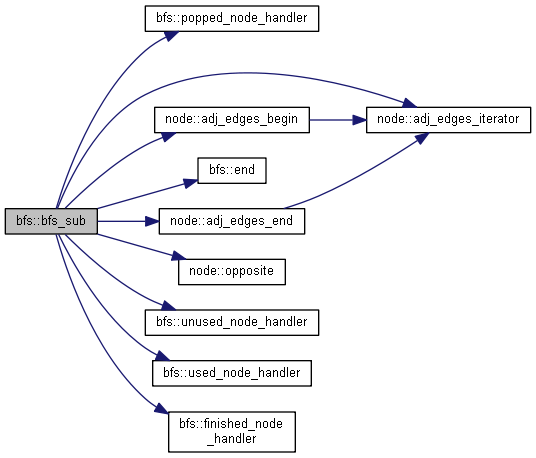 bfs::popped_node_handler
node::adj_edges_begin
node::adj_edges_iterator
bfs::end
bfs::bfs_sub
node::adj_edges_end
node::opposite
bfs::unused_node_handler
bfs::used_node_handler
bfs::finished_node
_handler